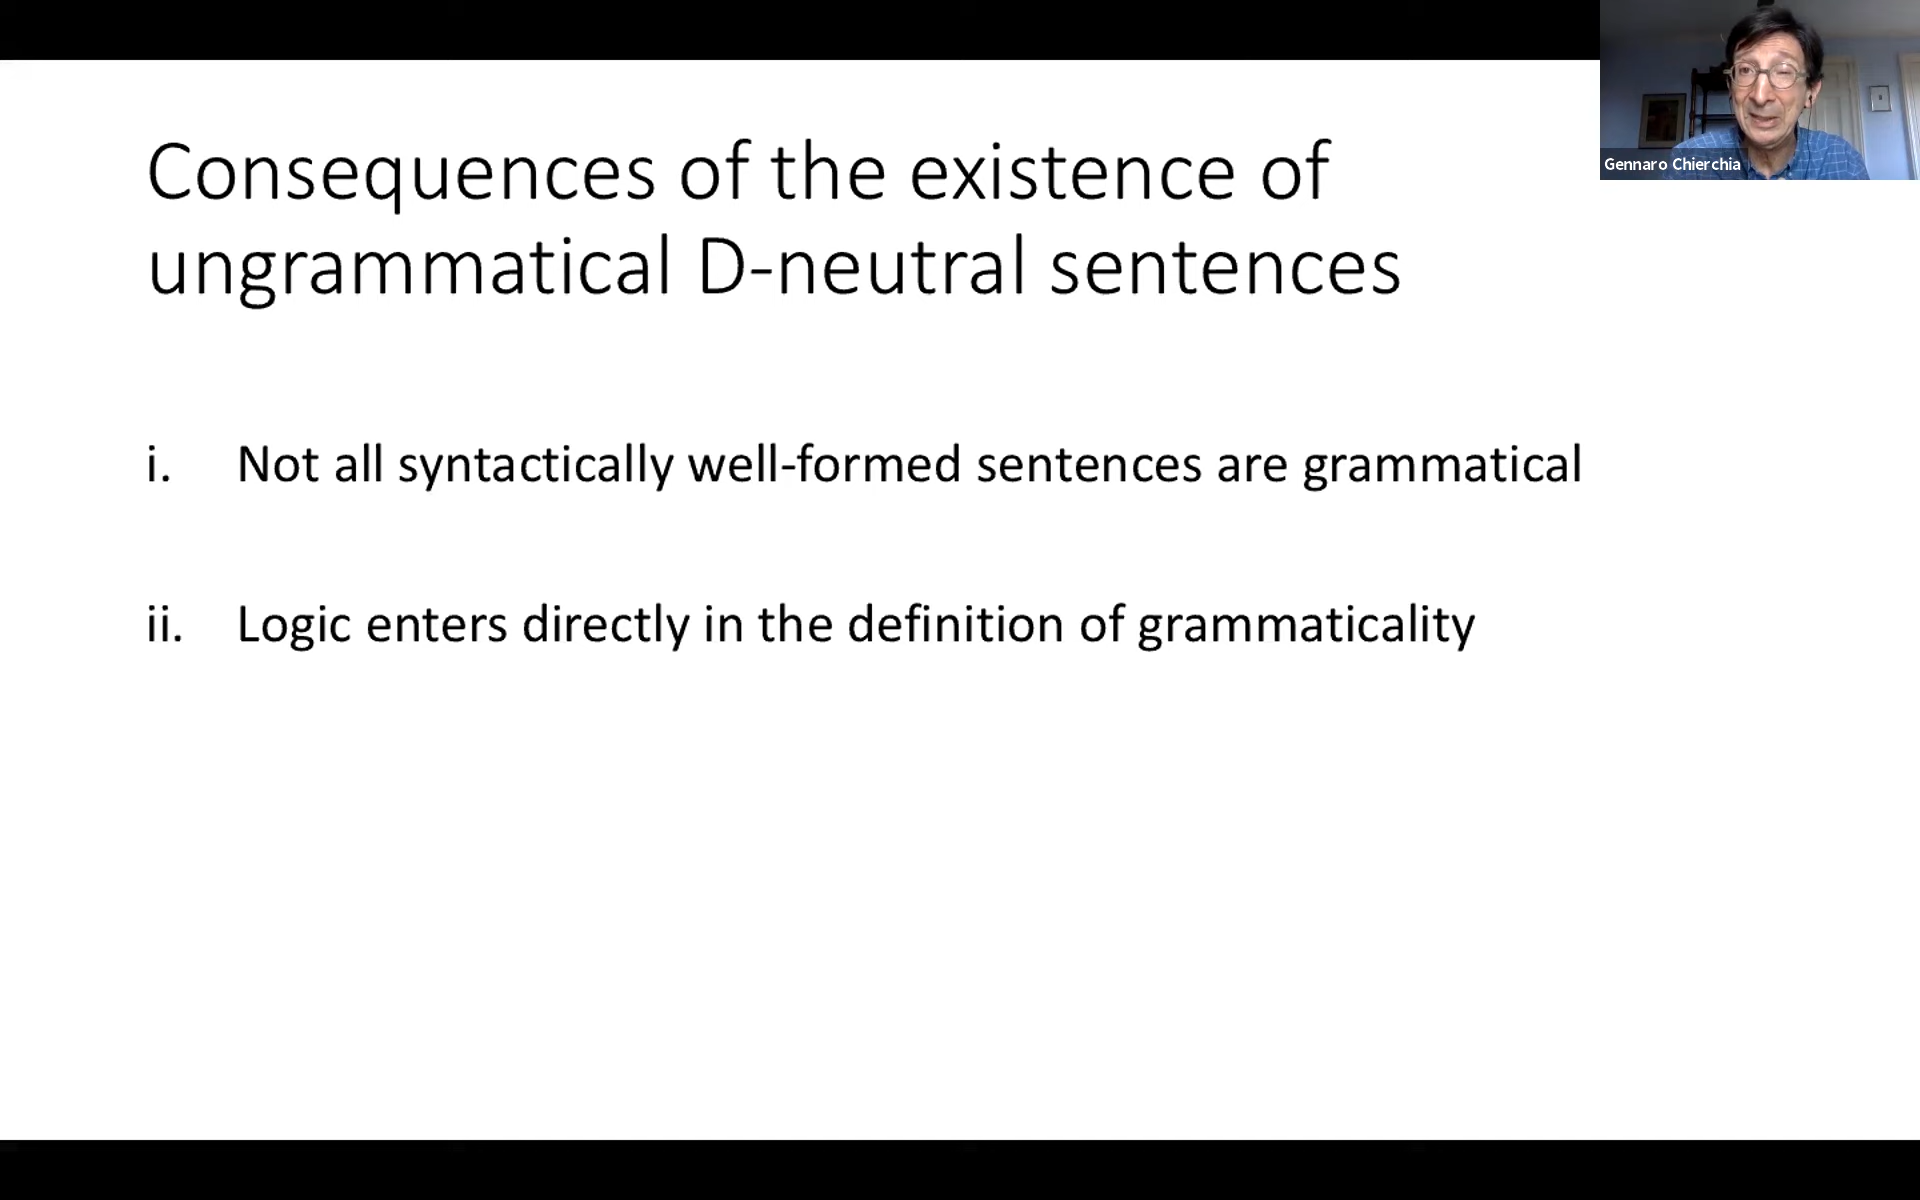 Gennaro Chierchia
Consequences of the existence of
ungrammatical D-neutral sentences
i. Not all syntactically well-formed sentences are grammatical
ii. Logic enters directly in the definition of grammaticality